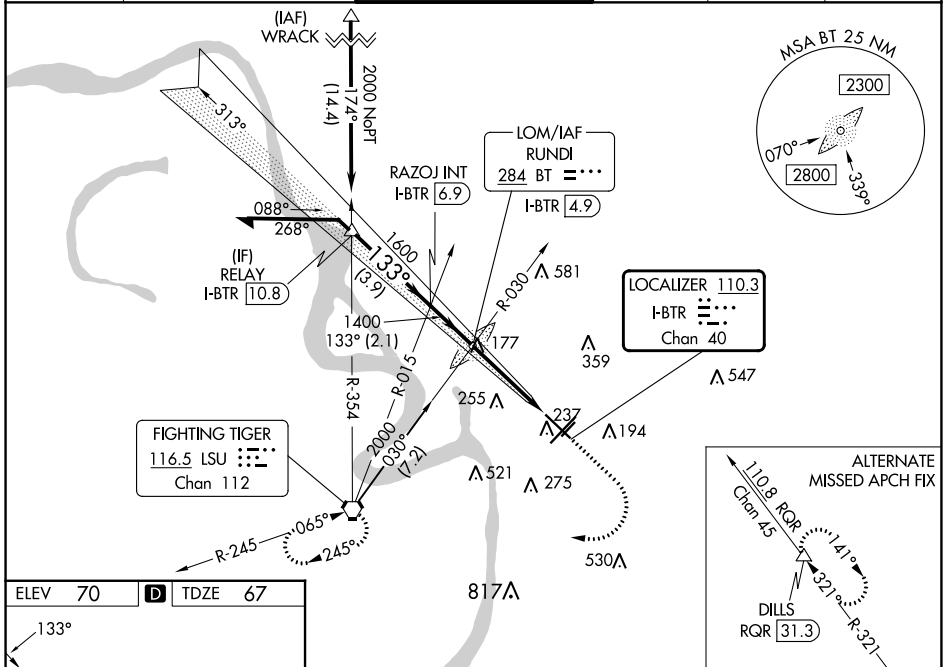 (IAF)
WRACK
2000 NoPT
174°
(14.4)
MSA BT 25 NM
2300
070°
2800
339°
313°
LOM/IAF
RUNDI
284 BT
I-BTR 4.9
RAZOJ INT
I-BTR 6.9
088°
268°
(IF)
RELAY
I-BTR 10.8
1600
133°
(3.9)
1400
133° (2.1)
R-030
581
LOCALIZER 110.3
I-BTR
Chan 40
177
359
547
R-354
R-015
255
237
194
2000
030°
(7.2)
FIGHTING TIGER
116.5 LSU
Chan 112
521
275
065°
R-245
245°
530
817
ALTERNATE
MISSED APCH FIX
110.8 RQR
Chan 45
141°
321°
R-321
DILLS
RQR 31.3
ELEV 70 D TDZE 67
133°